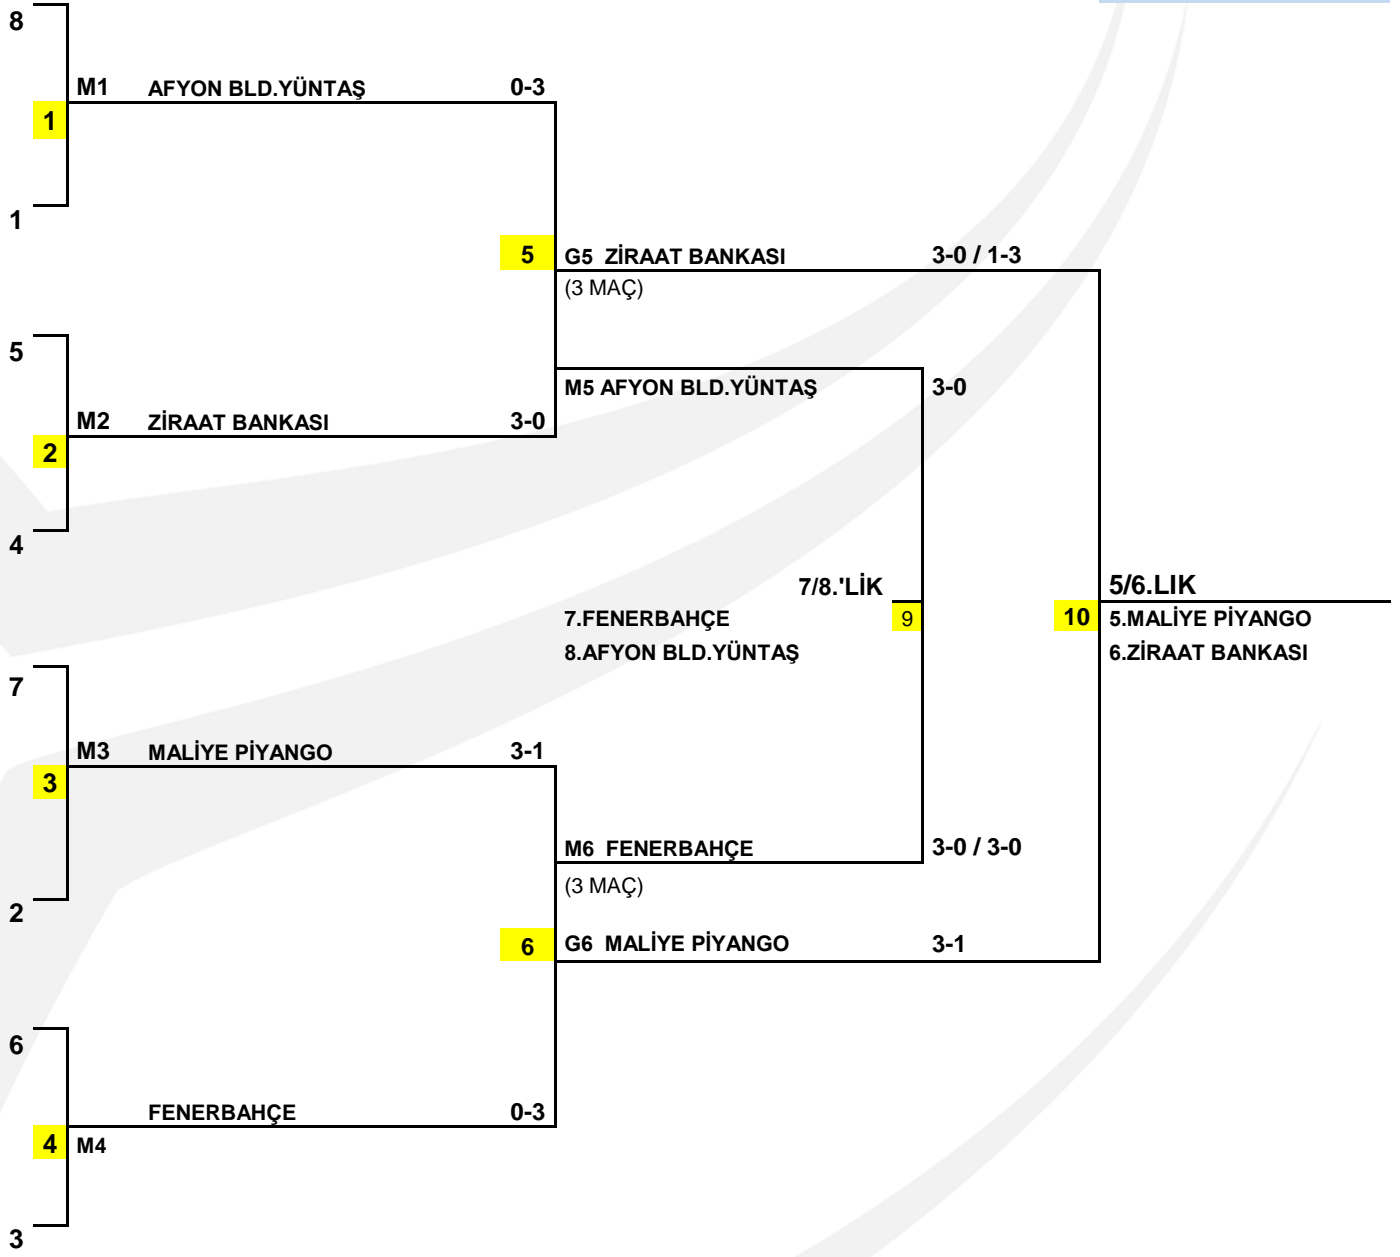 8
M1 AFYON BLD.YÜNTAŞ 0-3
1
1
5 G5 ZİRAAT BANKASI 3-0 / 1-3
(3 MAÇ)
5
M5 AFYON BLD.YÜNTAŞ 3-0
M2 ZİRAAT BANKASI 3-0
2
4
7/8.'LİK 5/6.LIK
7.FENERBAHÇE 9 10 5.MALİYE PİYANGO
8.AFYON BLD.YÜNTAŞ 6.ZİRAAT BANKASI
7
M3 MALİYE PİYANGO 3-1
3
M6 FENERBAHÇE 3-0 / 3-0
(3 MAÇ)
2
6 G6 MALİYE PİYANGO 3-1
6
FENERBAHÇE 0-3
4 M4
3